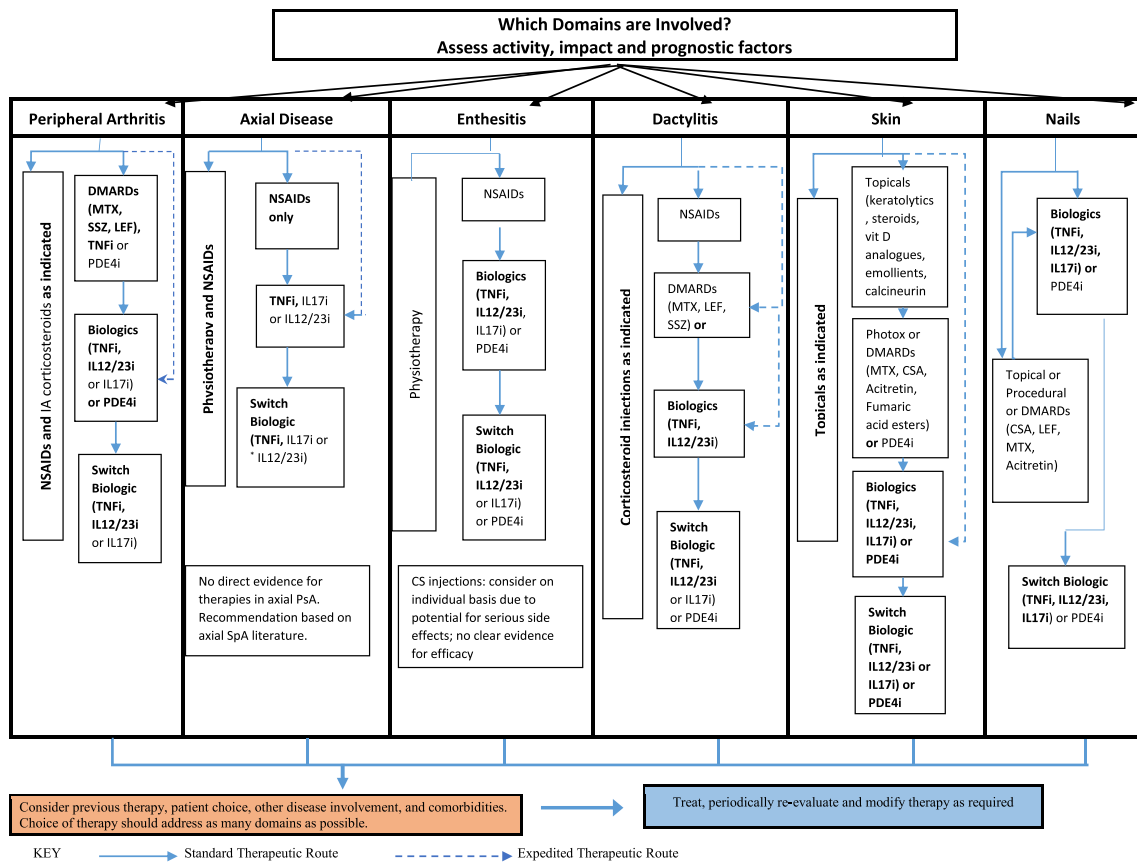 Which Domains are Involved?
Assess activity, impact and prognostic factors
Peripheral Arthritis
NSAIDs and IA corticosteroids as indicated
DMARDs
(MTX,
SSZ, LEF),
TNFi or
PDE4i
Biologics
(TNFi,
IL12/23i
or IL17i)
or PDE4i
Switch
Biologic
(TNFi,
IL12/23i
or IL17i)
Axial Disease
Physiotherapy and NSAIDs
NSAIDs
only
TNFi, IL17i
or IL12/23i
Switch
Biologic
(TNFi, IL17i or
* IL12/23i)
No direct evidence for
therapies in axial PsA.
Recommendation based on
axial SpA literature.
Enthesitis
Physiotherapy
NSAIDs
Biologics
(TNFi,
IL12/23i,
IL17i) or
PDE4i
Switch
Biologic
(TNFi,
IL12/23i
or IL17i)
or PDE4i
CS injections: consider on
individual basis due to
potential for serious side
effects; no clear evidence
for efficacy
Dactylitis
Corticosteroid injections as indicated
NSAIDs
DMARDs
(MTX, LEF,
SSZ) or
Biologics
(TNFi,
IL12/23i)
Switch
Biologic
(TNFi,
IL12/23i
or IL17i)
or PDE4i
Skin
Topicals as indicated
Topicals
(keratolytics
, steroids,
vit D
analogues,
emollients,
calcineurin
Photox or
DMARDs
(MTX, CSA,
Acitretin,
Fumaric
acid esters)
or PDE4i
Biologics
(TNFi,
IL12/23i,
IL17i) or
PDE4i
Switch
Biologic
(TNFi,
IL12/23i or
IL17i) or
PDE4i
Nails
Biologics
(TNFi,
IL12/23i,
IL17i) or
PDE4i
Topical or
Procedural
or DMARDs
(CSA, LEF,
MTX,
Acitretin)
Switch Biologic
(TNFi, IL12/23i,
IL17i) or PDE4i
Consider previous therapy, patient choice, other disease involvement, and comorbidities.
Choice of therapy should address as many domains as possible.
Treat, periodically re-evaluate and modify therapy as required
KEY Standard Therapeutic Route Expedited Therapeutic Route